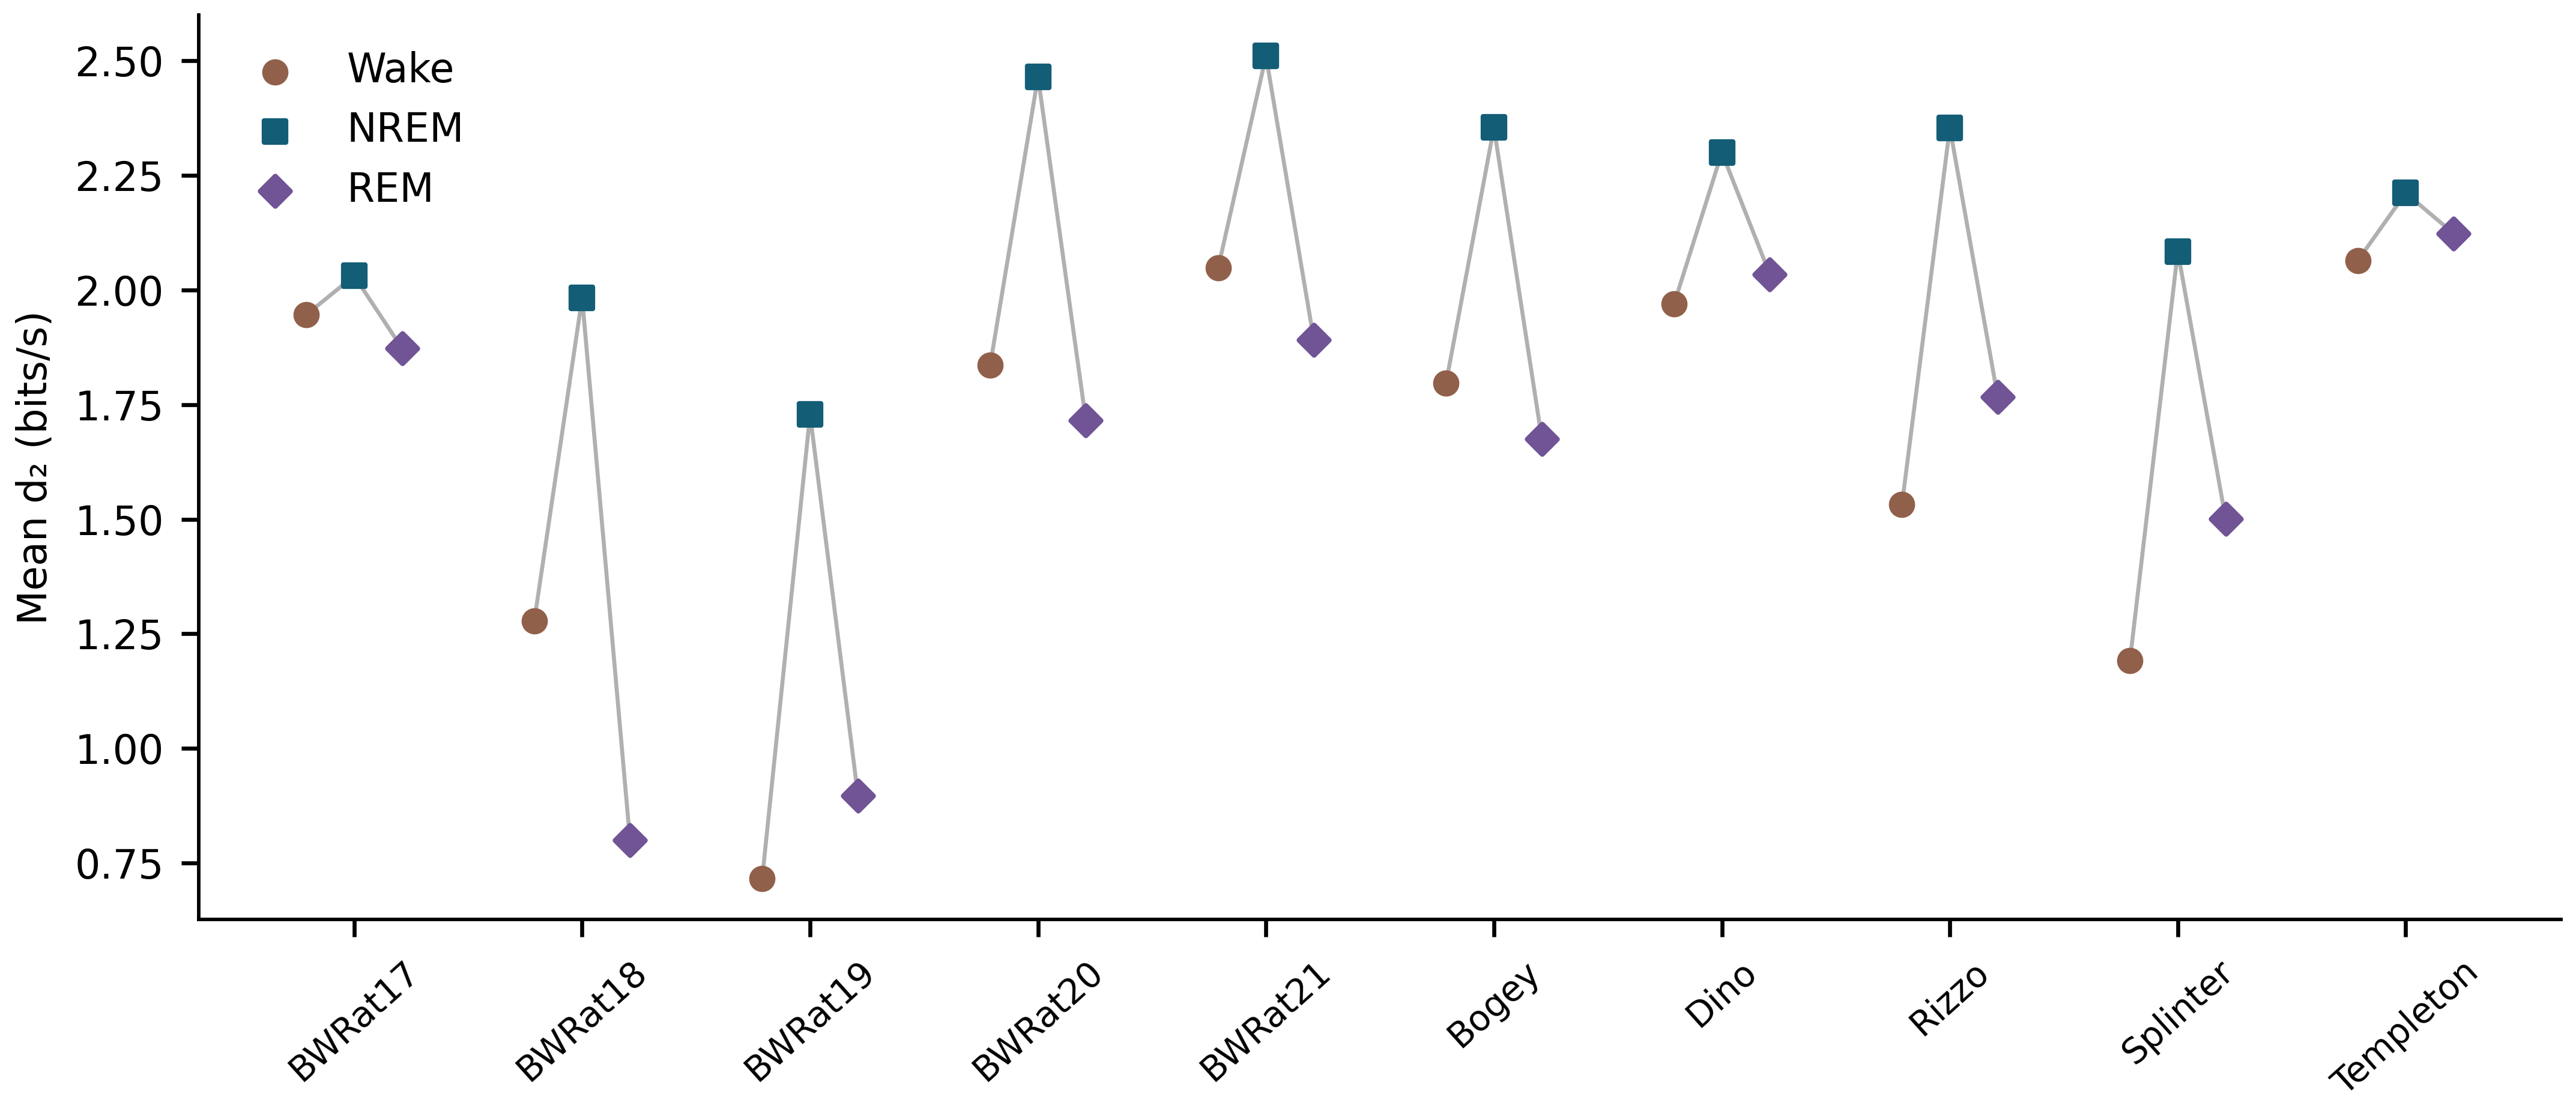 Wake
NREM
REM
Mean d₂ (bits/s)
2.50
2.25
2.00
1.75
1.50
1.25
1.00
0.75
BWRat17
BWRat18
BWRat19
BWRat20
BWRat21
Bogey
Dino
Rizzo
Splinter
Templeton